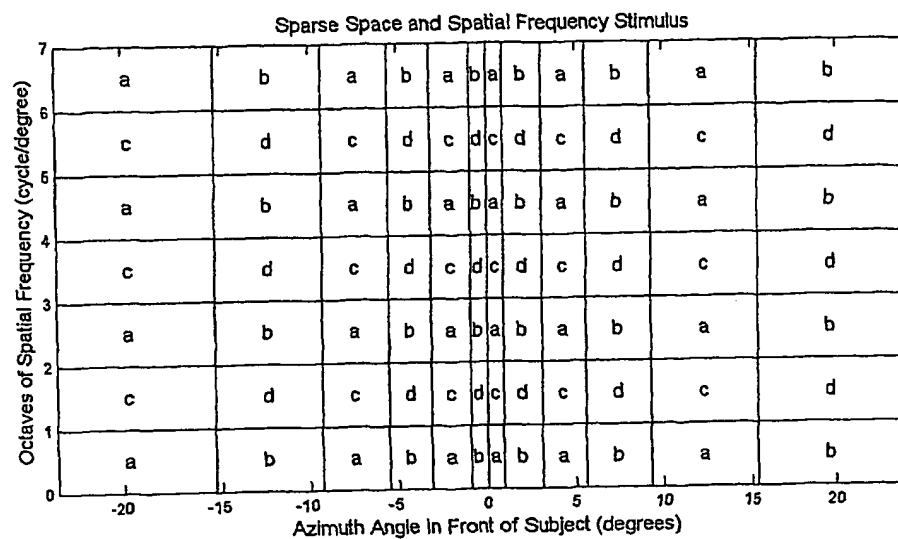 Sparse Space and Spatial Frequency Stimulus
Octaves of Spatial Frequency (cycle/degree)
7
a b a b a b a b a b a b
6
c d c d c d c d c d c d
5
a b a b a b a b a b a b
4
c d c d c d c d c d c d
3
a b a b a b a b a b a b
2
c d c d c d c d c d c d
1
a b a b a b a b a b a b
0
-20 -15 -10 -5 0 5 10 15 20
Azimuth Angle in Front of Subject (degrees)